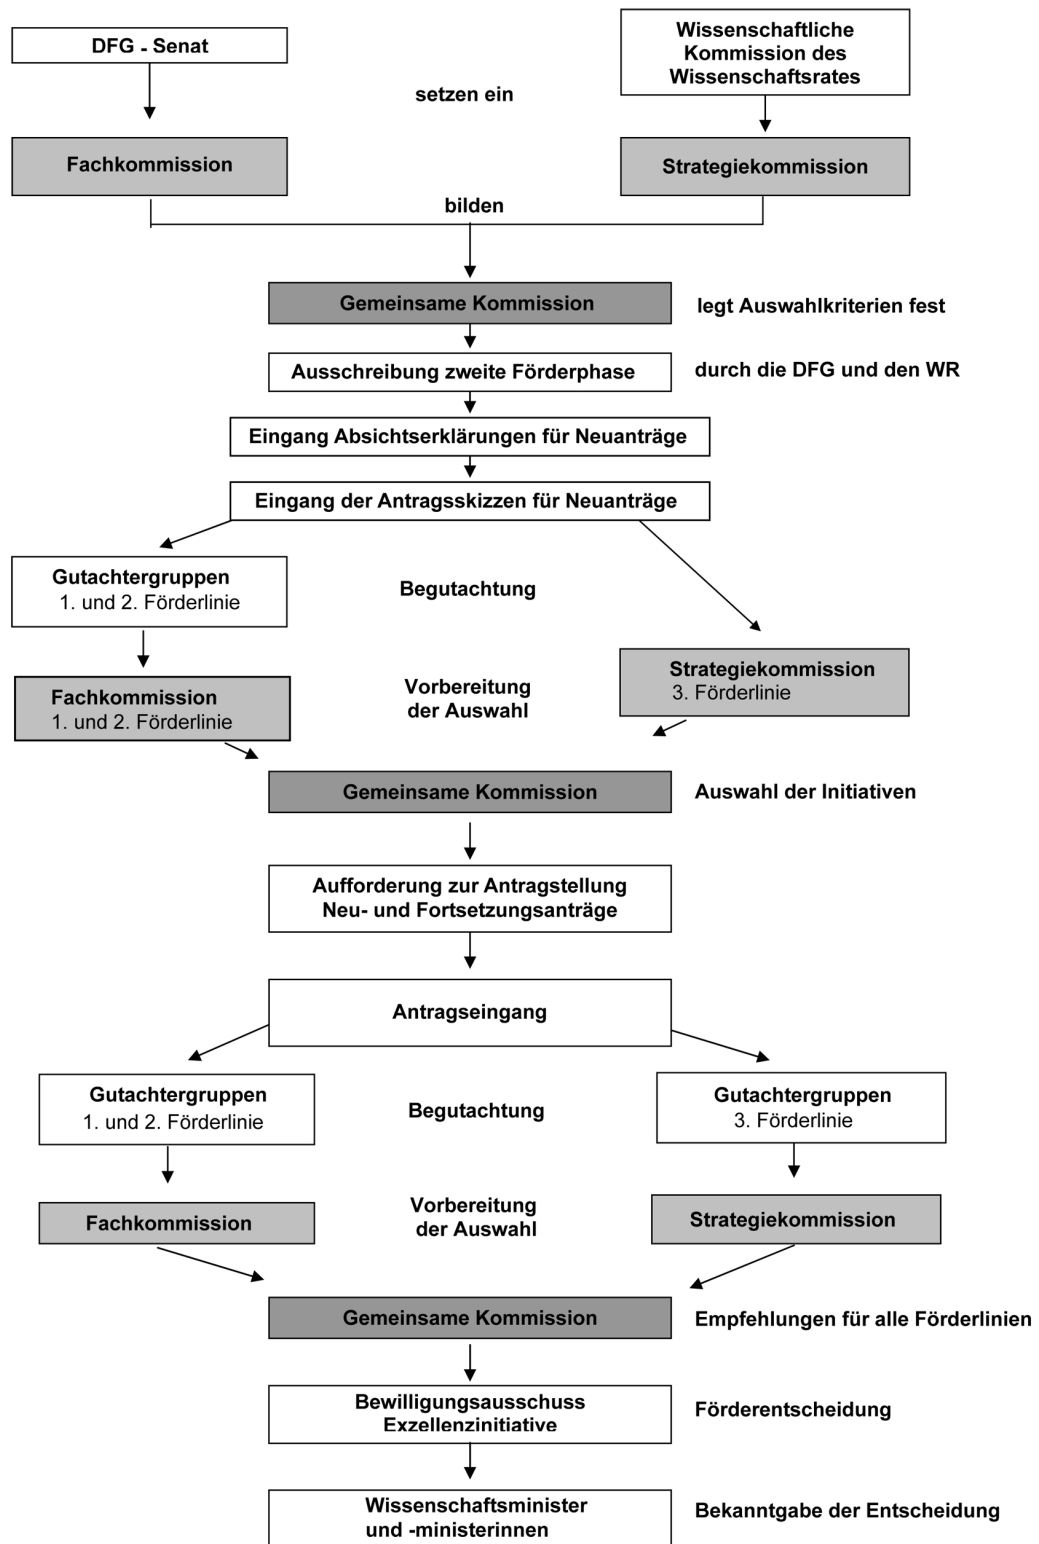 DFG - Senat
Wissenschaftliche
Kommission des
Wissenschaftsrates
setzen ein
Fachkommission
Strategiekommission
bilden
Gemeinsame Kommission
legt Auswahlkriterien fest
Ausschreibung zweite Förderphase
durch die DFG und den WR
Eingang Absichtserklärungen für Neuanträge
Eingang der Antragsskizzen für Neuanträge
Gutachtergruppen
1. und 2. Förderlinie
Begutachtung
Strategiekommission
3. Förderlinie
Fachkommission
1. und 2. Förderlinie
Vorbereitung
der Auswahl
Gemeinsame Kommission
Auswahl der Initiativen
Aufforderung zur Antragstellung
Neu- und Fortsetzungsanträge
Antragseingang
Gutachtergruppen
1. und 2. Förderlinie
Begutachtung
Gutachtergruppen
3. Förderlinie
Fachkommission
Vorbereitung
der Auswahl
Strategiekommission
Gemeinsame Kommission
Empfehlungen für alle Förderlinien
Bewilligungsausschuss
Exzellenzinitiative
Förderentscheidung
Wissenschaftsminister
und -ministerinnen
Bekanntgabe der Entscheidung